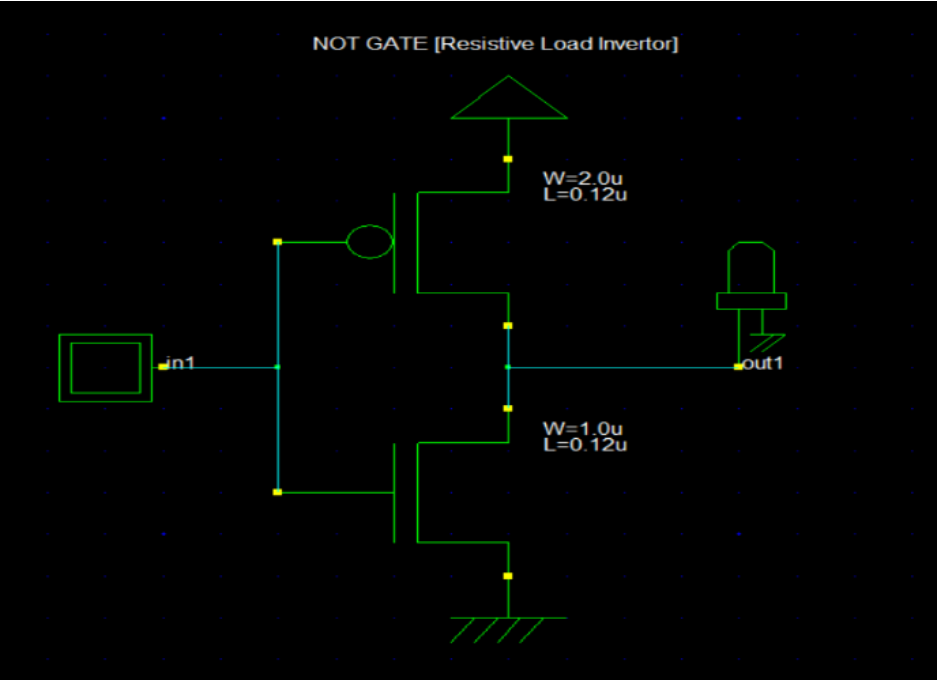 NOT GATE [Resistive Load Invertor]
W=2.0u
L=0.12u
in1
out1
W=1.0u
L=0.12u